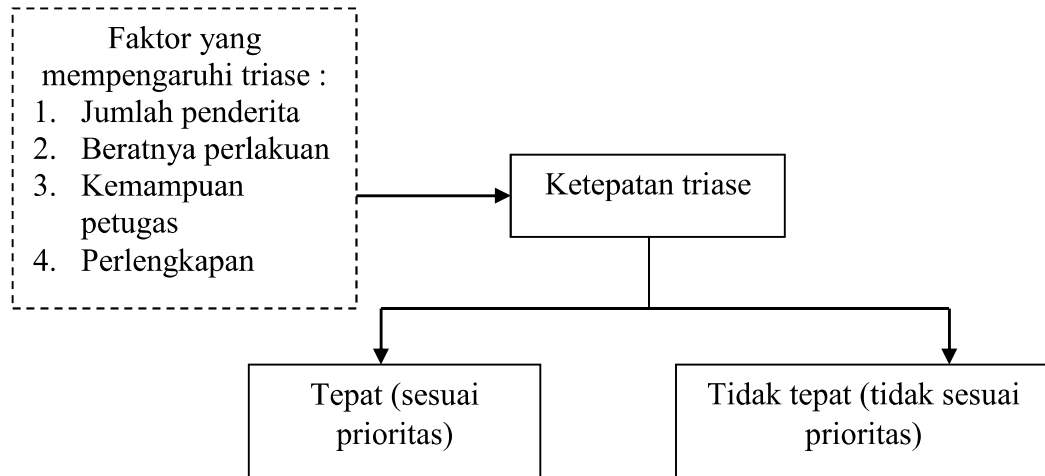 Faktor yang
mempengaruhi triase :
1. Jumlah penderita
2. Beratnya perlakuan
3. Kemampuan
petugas
4. Perlengkapan
Ketepatan triase
Tepat (sesuai
prioritas)
Tidak tepat (tidak sesuai
prioritas)